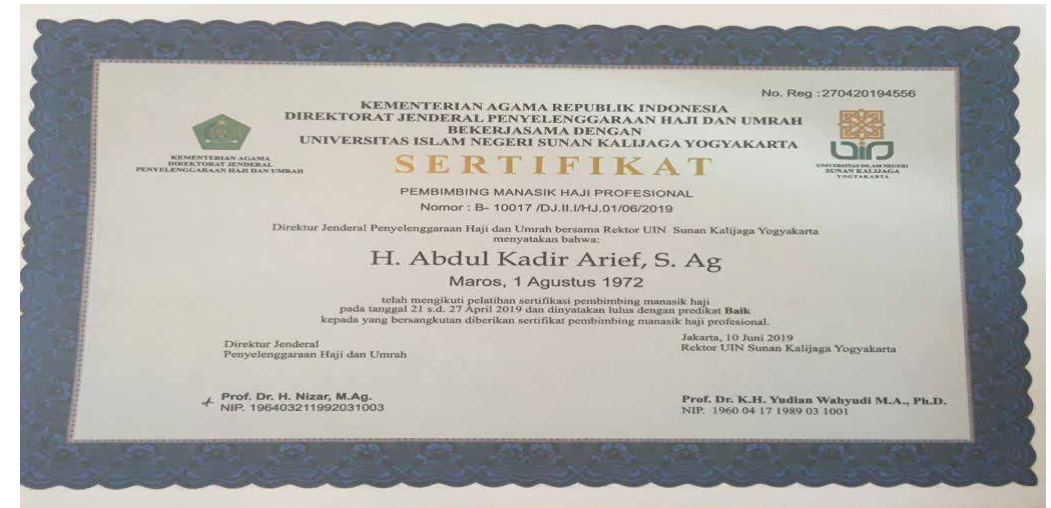 No. Reg :270420194556
KEMENTERIAN AGAMA REPUBLIK INDONESIA
DIREKTORAT JENDERAL PENYELENGGARAAN HAJI DAN UMRAH
BEKERJASAMA DENGAN
UNIVERSITAS ISLAM NEGERI SUNAN KALIJAGA YOGYAKARTA
KEMENTERIAN AGAMA
DIREKTORAT JENDERAL
PENYELENGGARAAN HAJI DAN UMRAH
UIN
UNIVERSITAS ISLAM NEGERI
SUNAN KALIJAGA
YOGYAKARTA
SERTIFIKAT
PEMBIMBING MANASIK HAJI PROFESIONAL
Nomor : B- 10017 /DJ.II.I/HJ.01/06/2019
Direktur Jenderal Penyelenggaraan Haji dan Umrah bersama Rektor UIN Sunan Kalijaga Yogyakarta
menyatakan bahwa:
H. Abdul Kadir Arief, S. Ag
Maros, 1 Agustus 1972
telah mengikuti pelatihan sertifikasi pembimbing manasik haji
pada tanggal 21 s.d. 27 April 2019 dan dinyatakan lulus dengan predikat Baik
kepada yang bersangkutan diberikan sertifikat pembimbing manasik haji profesional.
Direktur Jenderal
Penyelenggaraan Haji dan Umrah
Prof. Dr. H. Nizar, M.Ag.
NIP. 196403211992031003
Jakarta, 10 Juni 2019
Rektor UIN Sunan Kalijaga Yogyakarta
Prof. Dr. K.H. Yudian Wahyudi M.A., Ph.D.
NIP. 1960 04 17 1989 03 1001